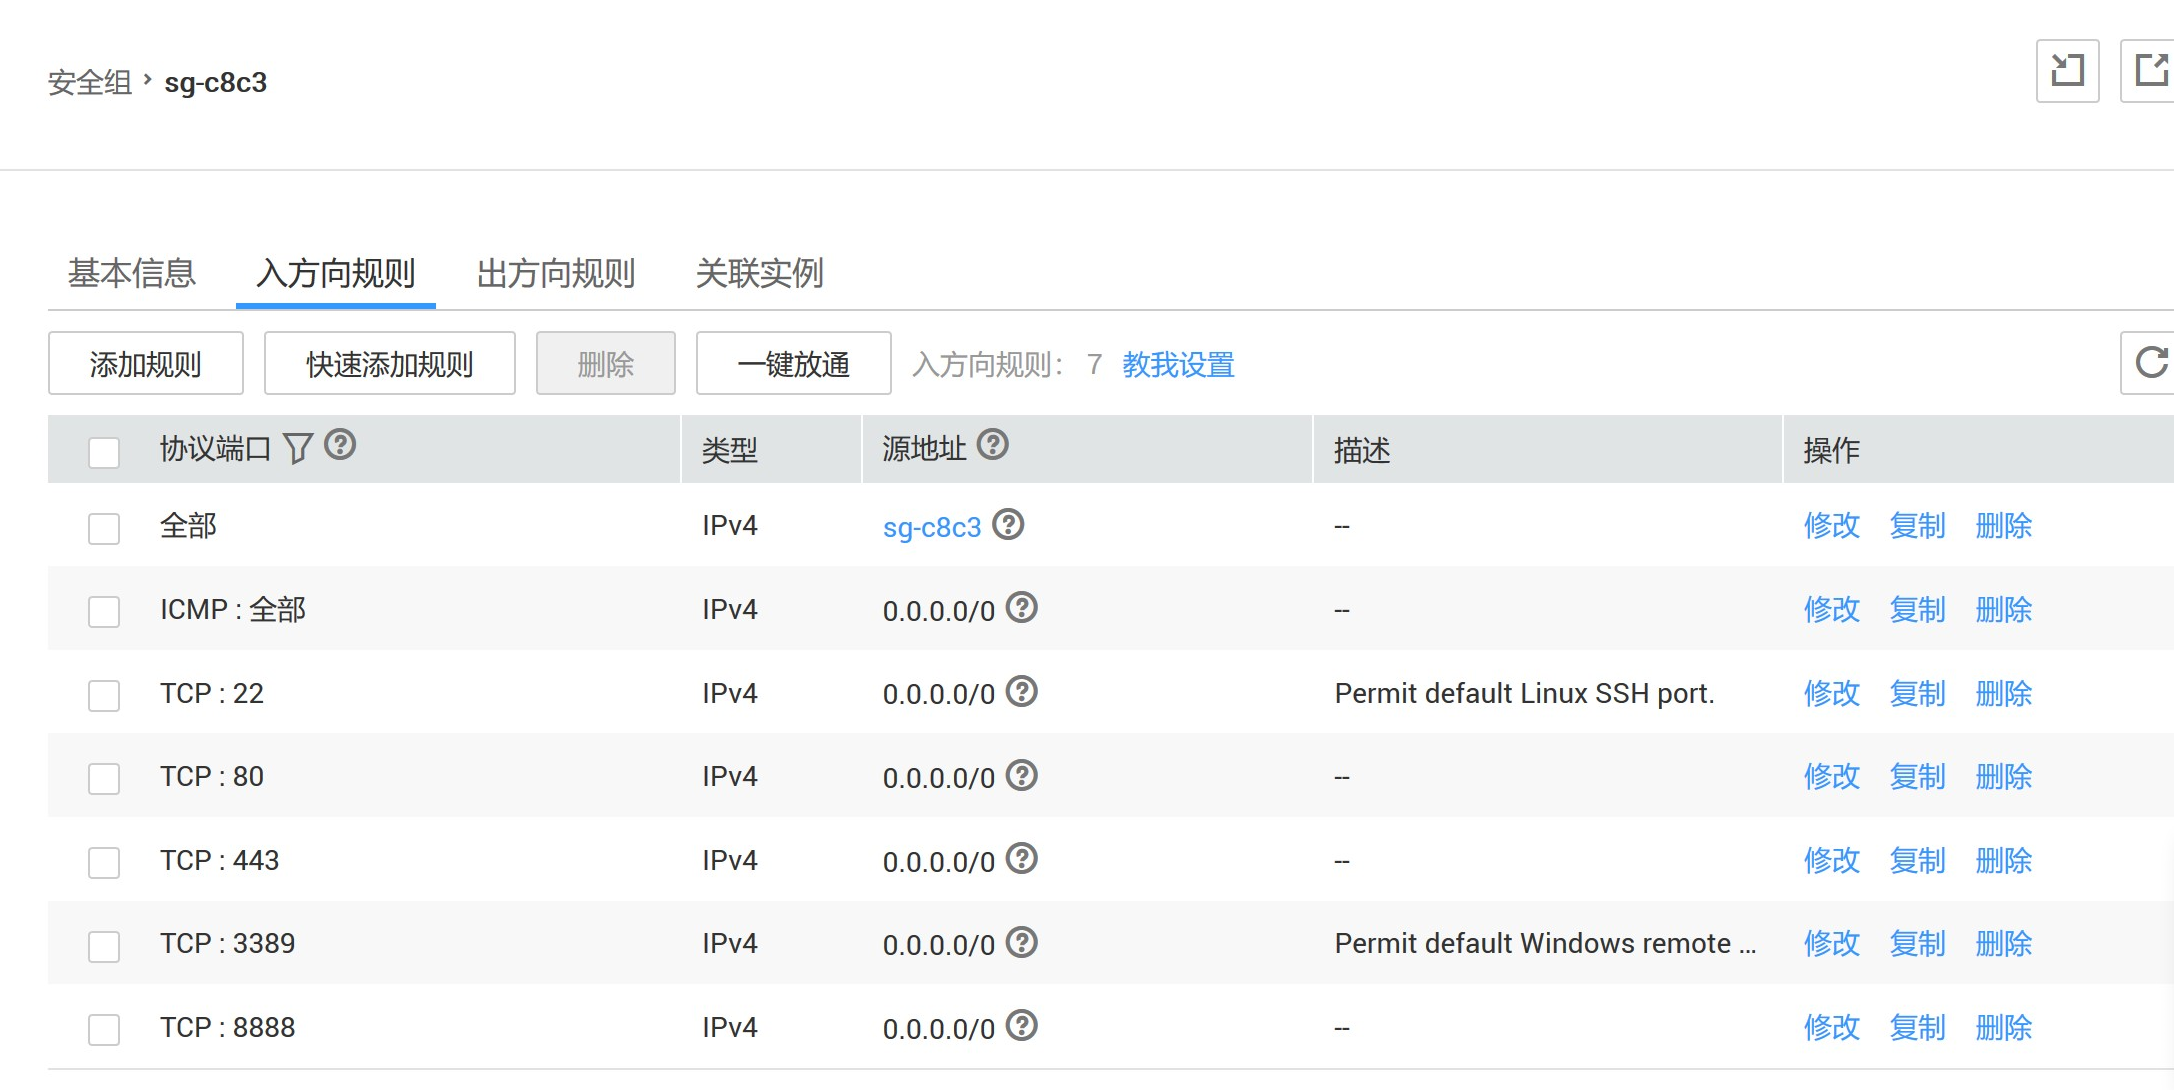 安全组 › sg-c8c3
基本信息 入方向规则 出方向规则 关联实例
添加规则 快速添加规则 删除 一键放通 入方向规则： 7 教我设置
协议端口 类型 源地址 描述 操作
全部 IPv4 sg-c8c3 -- 修改 复制 删除
ICMP : 全部 IPv4 0.0.0.0/0 -- 修改 复制 删除
TCP : 22 IPv4 0.0.0.0/0 Permit default Linux SSH port. 修改 复制 删除
TCP : 80 IPv4 0.0.0.0/0 -- 修改 复制 删除
TCP : 443 IPv4 0.0.0.0/0 -- 修改 复制 删除
TCP : 3389 IPv4 0.0.0.0/0 Permit default Windows remote ... 修改 复制 删除
TCP : 8888 IPv4 0.0.0.0/0 -- 修改 复制 删除